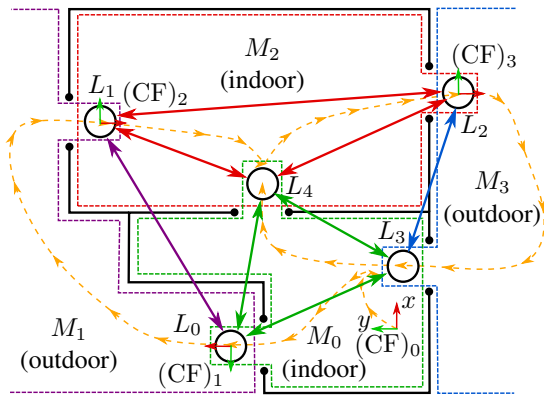 M₂
(indoor)
(CF)₃
L₁
(CF)₂
L₂
L₄
M₃
(outdoor)
L₃
x
y
(CF)₀
L₀
M₀
(indoor)
M₁
(outdoor)
(CF)₁